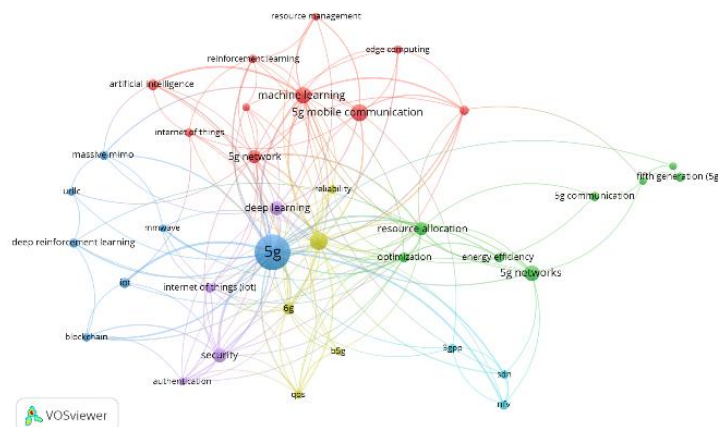 resource management
edge computing
reinforcement learning
artificial intelligence
machine learning
5g mobile communication
internet of things
5g network
massive mimo
fifth generation (5g
reliability
urllc
5g communication
deep learning
mmwave
resource allocation
deep reinforcement learning
5g
optimization
energy efficiency
5g networks
iot
internet of things (iot)
6g
blockchain
3gpp
b5g
security
sdn
authentication
qos
nfv
VOSviewer